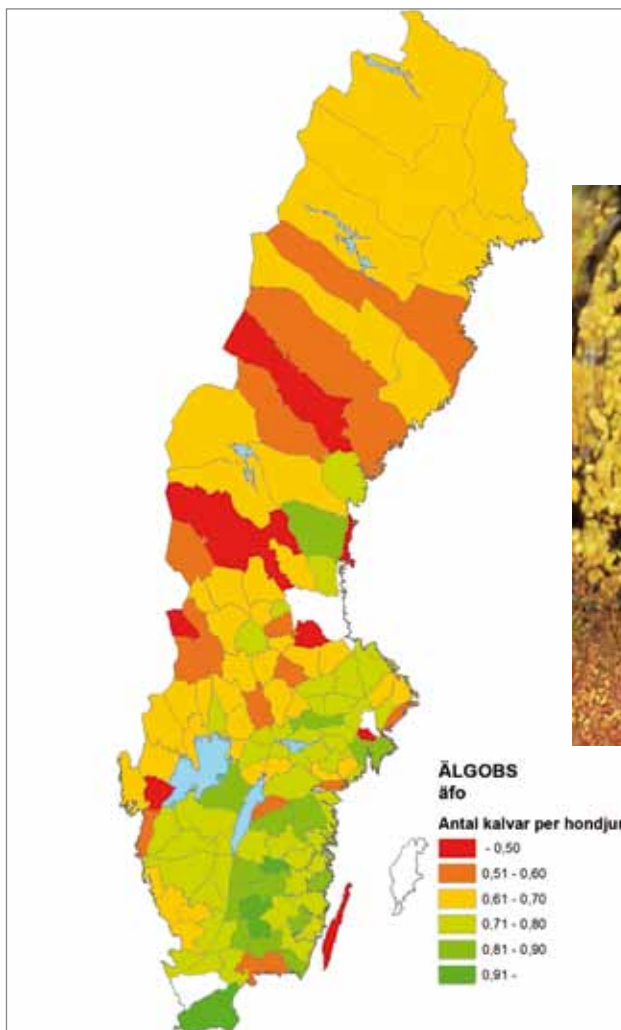 ÄLGOBS
äfo
Antal kalvar per hondjur
- 0,50
0,51 - 0,60
0,61 - 0,70
0,71 - 0,80
0,81 - 0,90
0,91 -